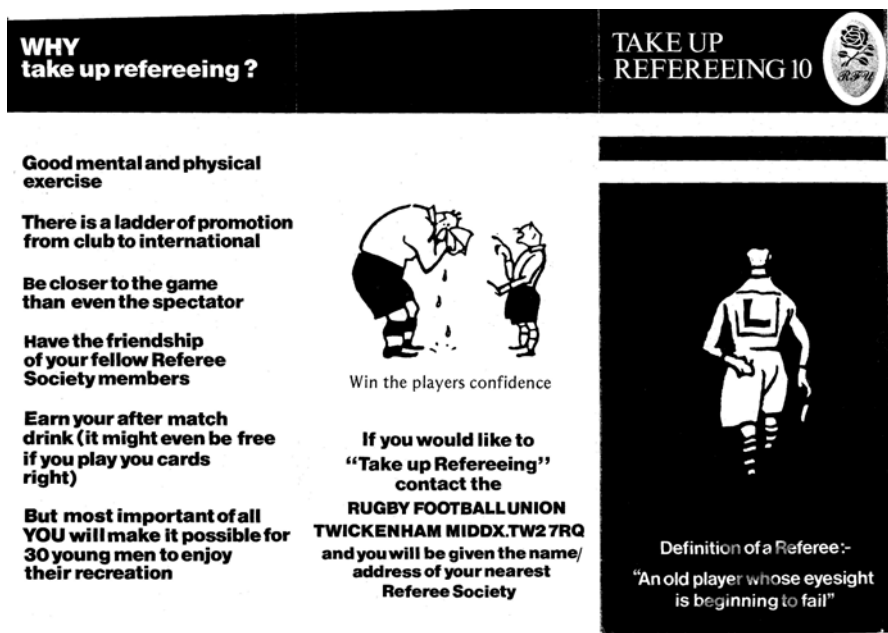 WHY
take up refereeing ?
Good mental and physical
exercise
There is a ladder of promotion
from club to international
Be closer to the game
than even the spectator
Have the friendship
of your fellow Referee
Society members
Earn your after match
drink (it might even be free
if you play you cards
right)
But most important of all
YOU will make it possible for
30 young men to enjoy
their recreation
Win the players confidence
If you would like to
“Take up Refereeing”
contact the
RUGBY FOOTBALL UNION
TWICKENHAM MIDDX.TW2 7RQ
and you will be given the name/
address of your nearest
Referee Society
TAKE UP
REFEREEING 10
RFU
L
Definition of a Referee:-
“An old player whose eyesight
is beginning to fail”